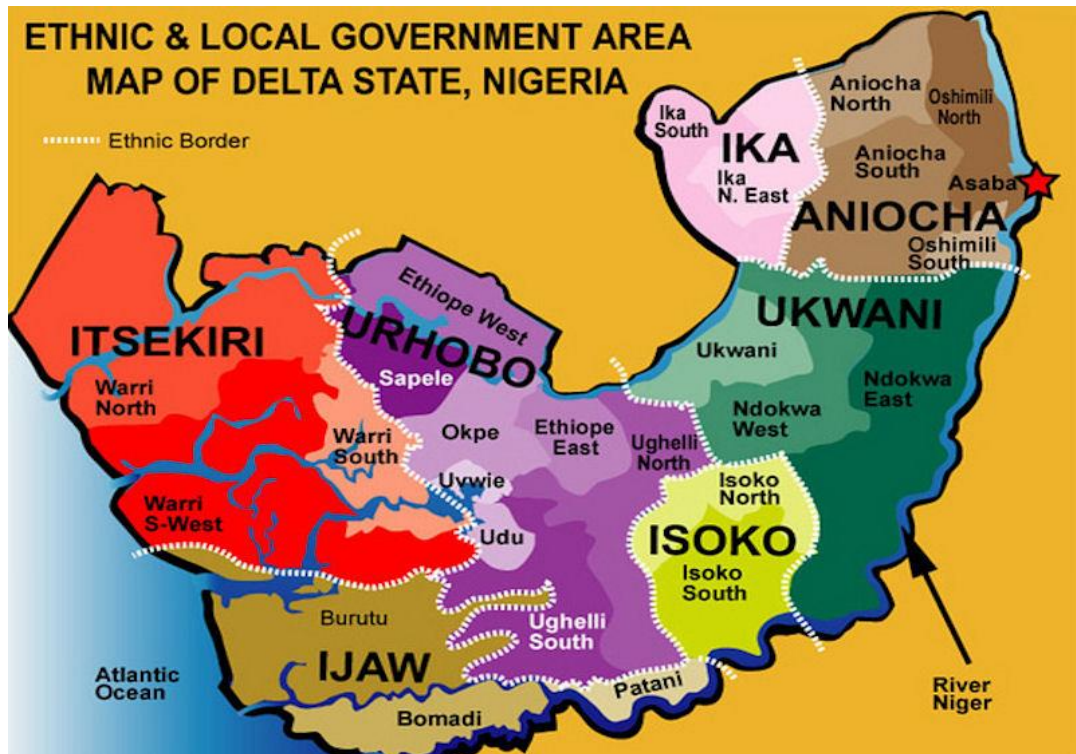 ETHNIC & LOCAL GOVERNMENT AREA
MAP OF DELTA STATE, NIGERIA
Ethnic Border
Ika
South
IKA
Ika
N. East
Aniocha
North
Oshimili
North
Aniocha
South
Asaba
ANIOCHA
Oshimili
South
Ethiope West
URHOBO
Sapele
ITSEKIRI
Warri
North
Warri
South
Warri
S-West
Okpe
Ethiope
East
Ughelli
North
Uvwie
Udu
UKWANI
Ukwani
Ndokwa
East
Ndokwa
West
Isoko
North
ISOKO
Isoko
South
Ughelli
South
Burutu
IJAW
Bomadi
Patani
Atlantic
Ocean
River
Niger